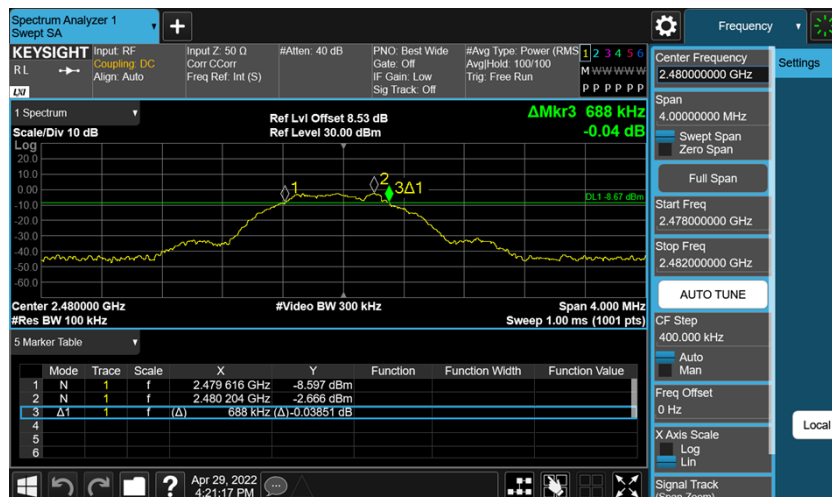 Spectrum Analyzer 1
Swept SA
Frequency
KEYSIGHT Input: RF Input Z: 50 Ω #Atten: 40 dB PNO: Best Wide #Avg Type: Power (RMS 1 2 3 4 5 6
RL Coupling: DC Corr CCorr Gate: Off Avg|Hold: 100/100 M W W W W W
Align: Auto Freq Ref: Int (S) IF Gain: Low Trig: Free Run
LXI Sig Track: Off P P P P P P
1 Spectrum
Scale/Div 10 dB
Ref Lvl Offset 8.53 dB
Ref Level 30.00 dBm
ΔMkr3 688 kHz
-0.04 dB
Log
20.0
10.0
0.00
-10.0
-20.0
-30.0
-40.0
-50.0
-60.0
1
2
3Δ1
DL1 -8.67 dBm
Center 2.480000 GHz #Video BW 300 kHz Span 4.000 MHz
#Res BW 100 kHz Sweep 1.00 ms (1001 pts)
5 Marker Table
Mode Trace Scale X Y Function Function Width Function Value
1 N 1 f 2.479 616 GHz -8.597 dBm
2 N 1 f 2.480 204 GHz -2.666 dBm
3 Δ1 1 f (Δ) 688 kHz (Δ) -0.03851 dB
4
5
6
Apr 29, 2022
4:21:17 PM
Center Frequency
2.480000000 GHz
Span
4.00000000 MHz
Swept Span
Zero Span
Full Span
Start Freq
2.478000000 GHz
Stop Freq
2.482000000 GHz
AUTO TUNE
CF Step
400.000 kHz
Auto
Man
Freq Offset
0 Hz
X Axis Scale
Log
Lin
Signal Track
(Span Zoom)
Settings
Local